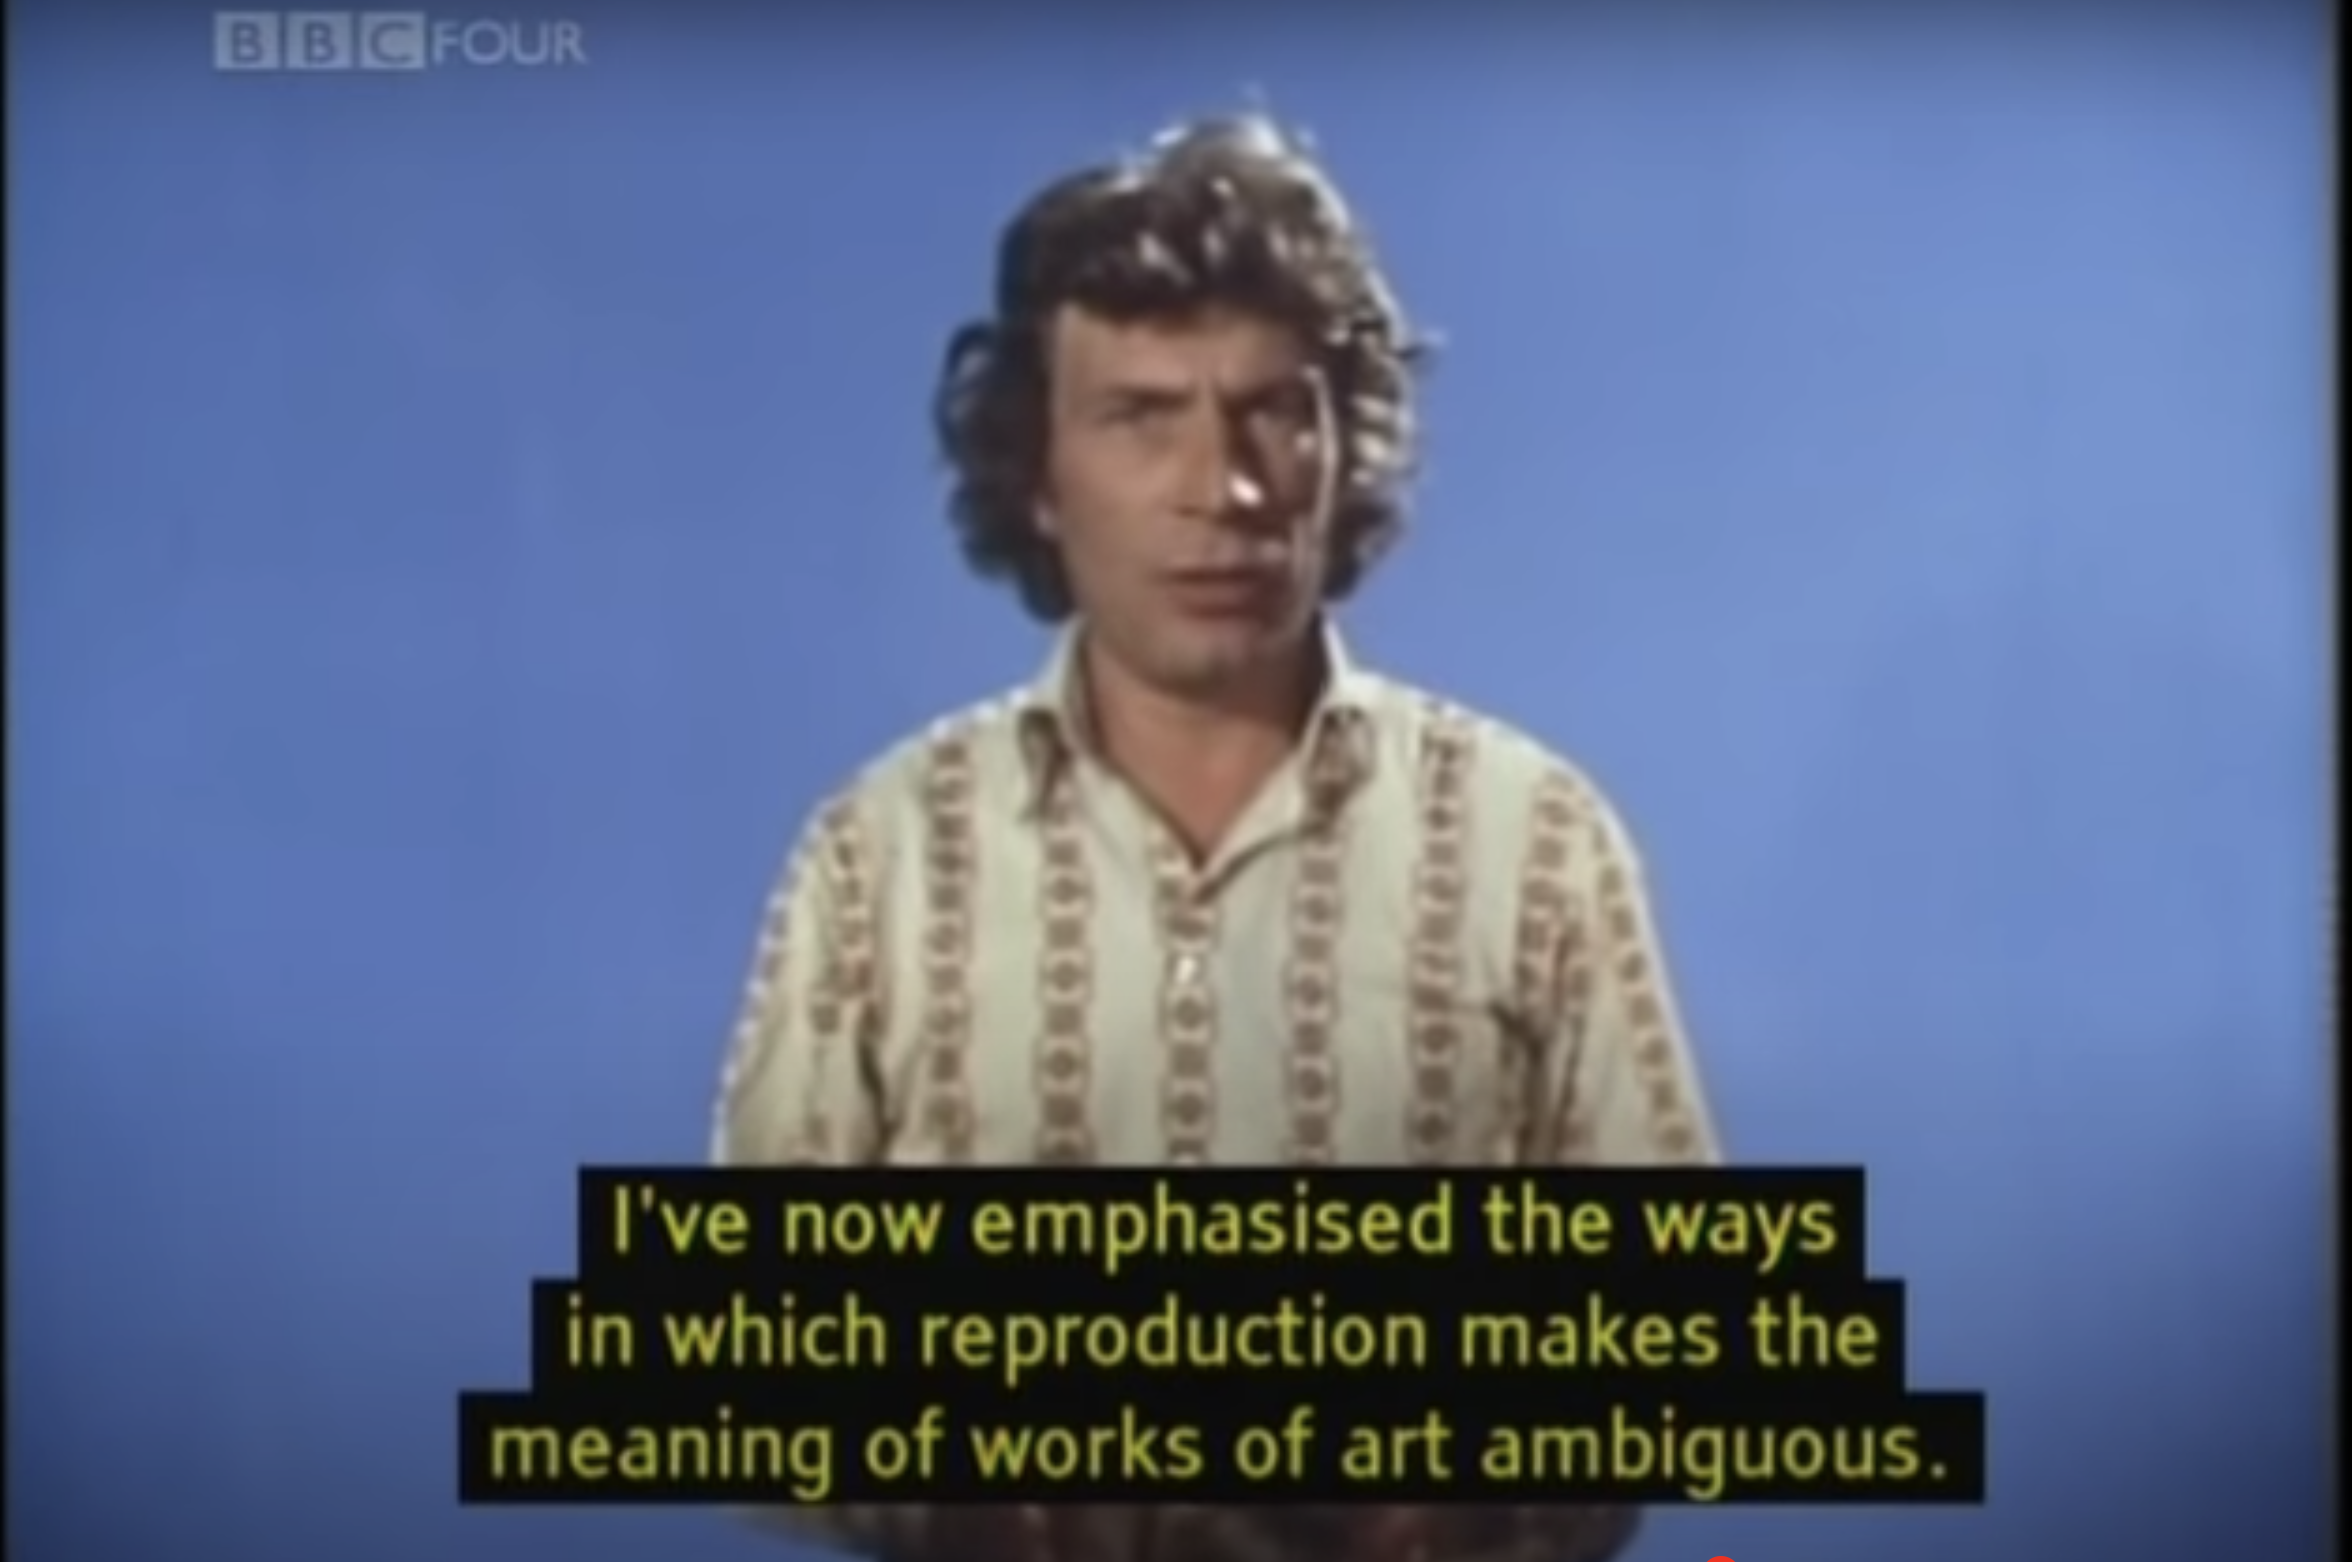 BBC FOUR
I've now emphasised the ways
in which reproduction makes the
meaning of works of art ambiguous.